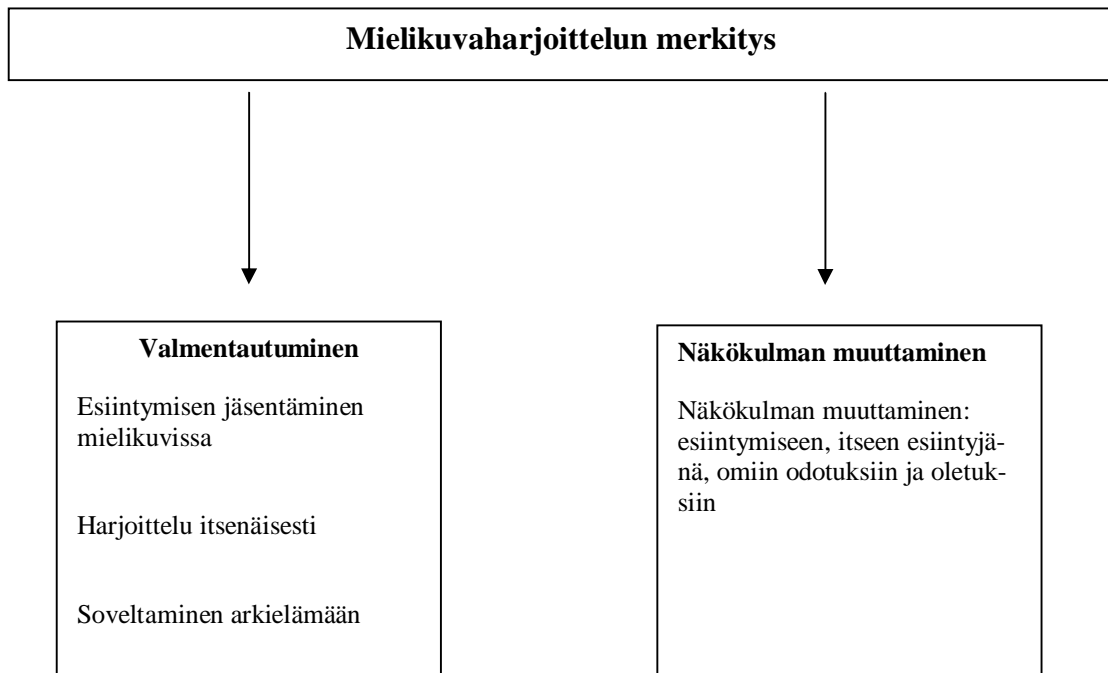 Mielikuvaharjoittelun merkitys
Valmentautuminen
Esiintymisen jäsentäminen
mielikuvissa
Harjoittelu itsenäisesti
Soveltaminen arkielämään
Näkökulman muuttaminen
Näkökulman muuttaminen:
esiintymiseen, itseen esiintyjä-
nä, omiin odotuksiin ja oletuk-
siin